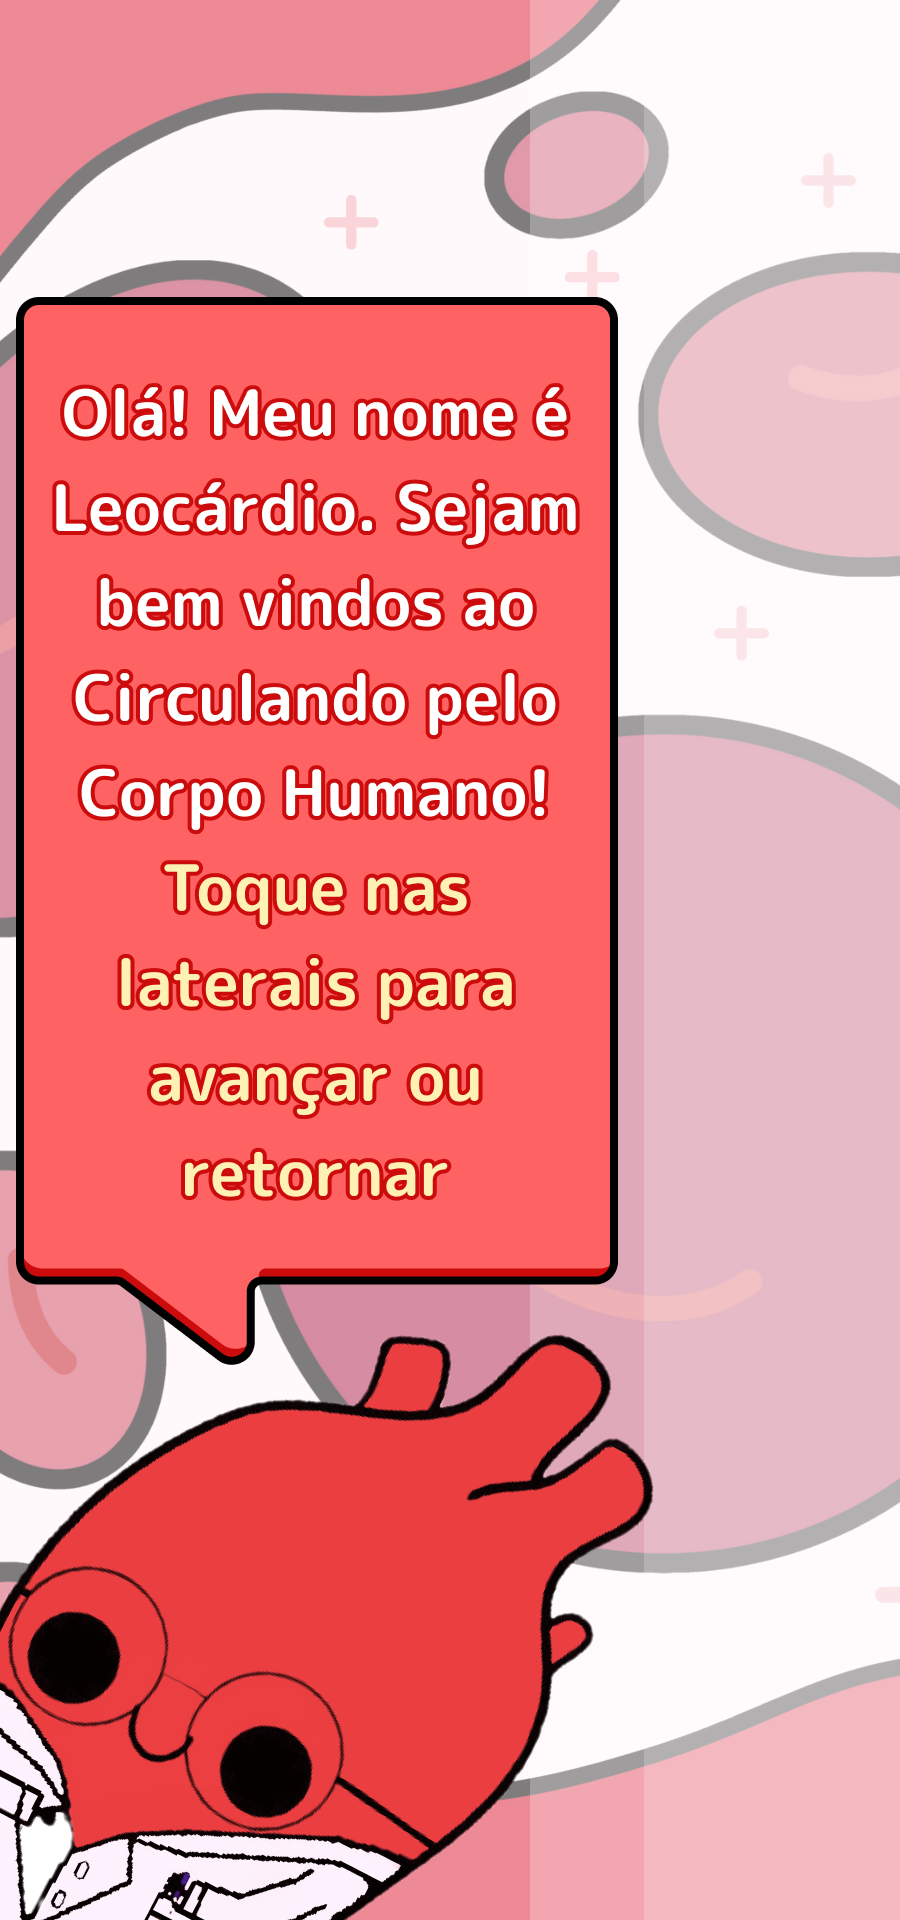 Olá! Meu nome é
Leocárdio. Sejam
bem vindos ao
Circulando pelo
Corpo Humano!
Toque nas
laterais para
avançar ou
retornar